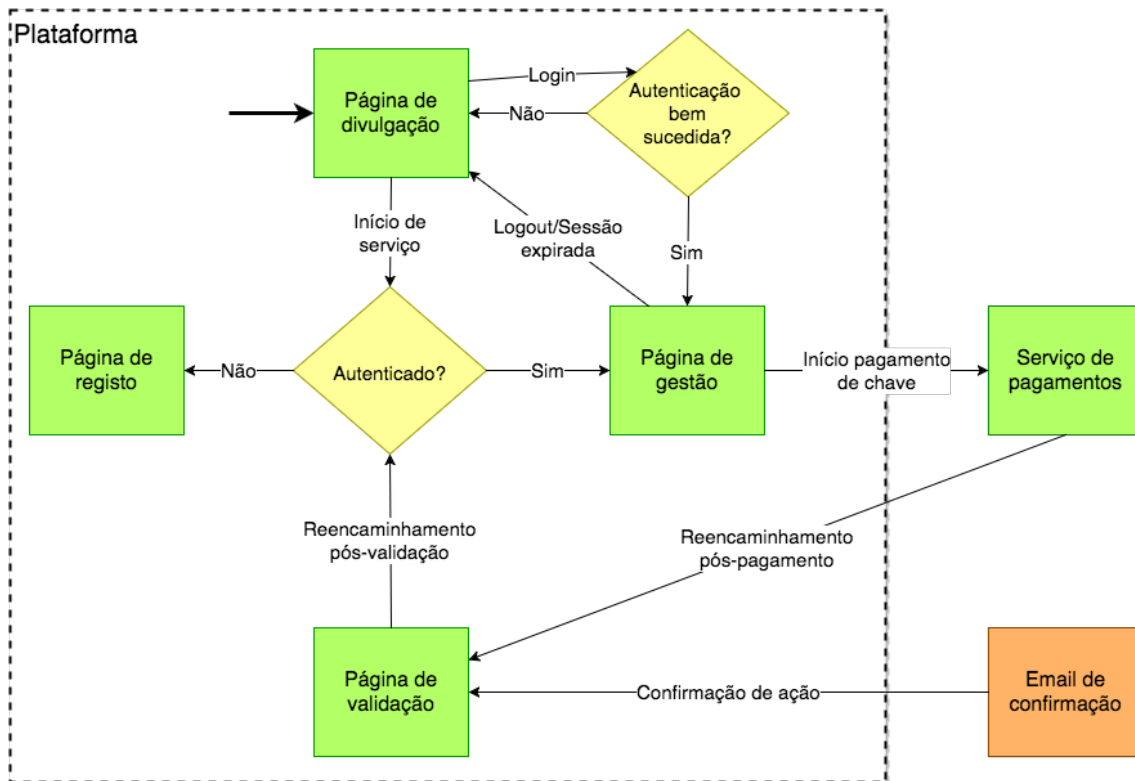 Plataforma
Página de
divulgação
Login
Não
Autenticação
bem
sucedida?
Início de
serviço
Logout/Sessão
expirada
Sim
Página de
registo
Não
Autenticado?
Sim
Página de
gestão
Início pagamento
de chave
Serviço de
pagamentos
Reencaminhamento
pós-validação
Reencaminhamento
pós-pagamento
Página de
validação
Confirmação de ação
Email de
confirmação